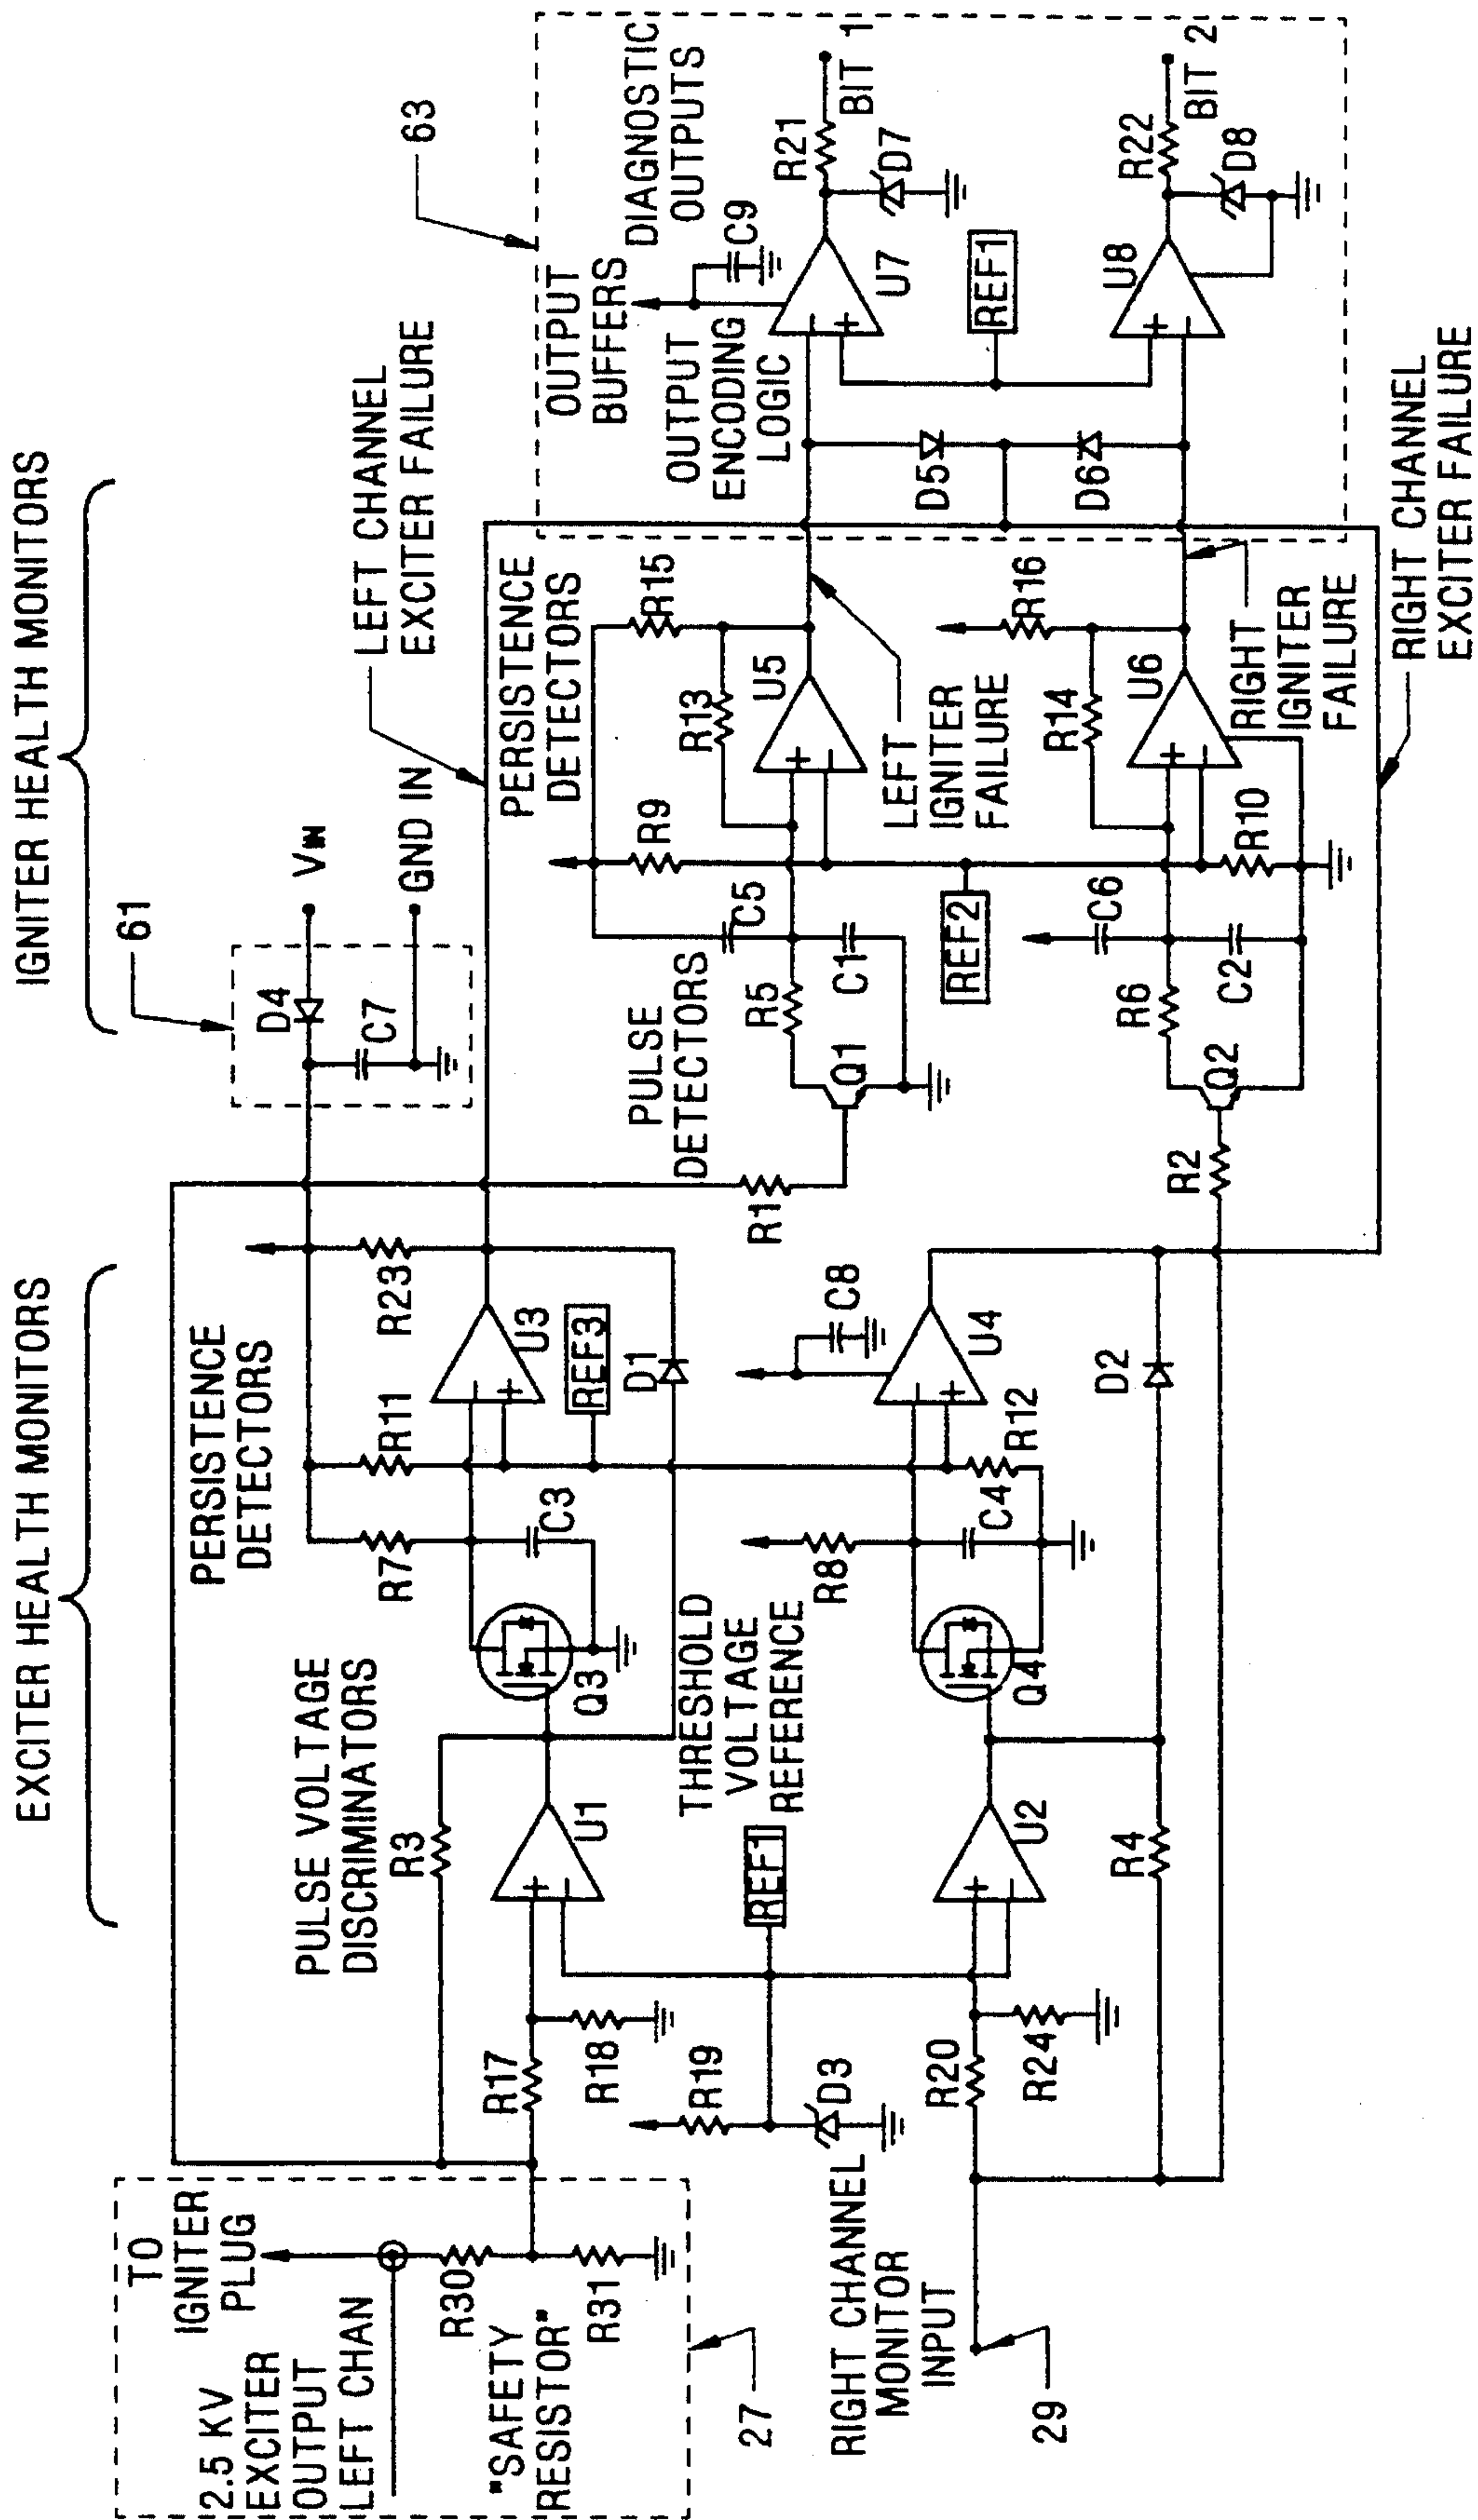 EXCITER HEALTH MONITORS
IGNITER HEALTH MONITORS
TO
IGNITER
PLUG
2.5 KV
EXCITER
OUTPUT
LEFT CHAN
R30
"SAFETY
RESISTOR"
R31
27
RIGHT CHANNEL
MONITOR
INPUT
29
PULSE VOLTAGE
DISCRIMINATORS
R3
R17
R18
U1
R19
D3
REF1
THRESHOLD
VOLTAGE
REFERENCE
R20
R24
U2
R4
PERSISTENCE
DETECTORS
R7
R11
R23
Q3
C3
U3
REF3
D1
R8
Q4
C4
R12
U4
C8
D2
61
D4
C7
VIN
GND IN
LEFT CHANNEL
EXCITER FAILURE
R1
PULSE
DETECTORS
Q1
R5
C1
C5
R2
Q2
R6
C2
C6
REF2
PERSISTENCE
DETECTORS
R9
R13
R15
U5
LEFT
IGNITER
FAILURE
R10
R14
R16
U6
RIGHT
IGNITER
FAILURE
RIGHT CHANNEL
EXCITER FAILURE
63
OUTPUT
BUFFERS
DIAGNOSTIC
OUTPUTS
OUTPUT
ENCODING
LOGIC
C9
D5
D6
U7
REF1
U8
R21
D7
BIT 1
R22
D8
BIT 2